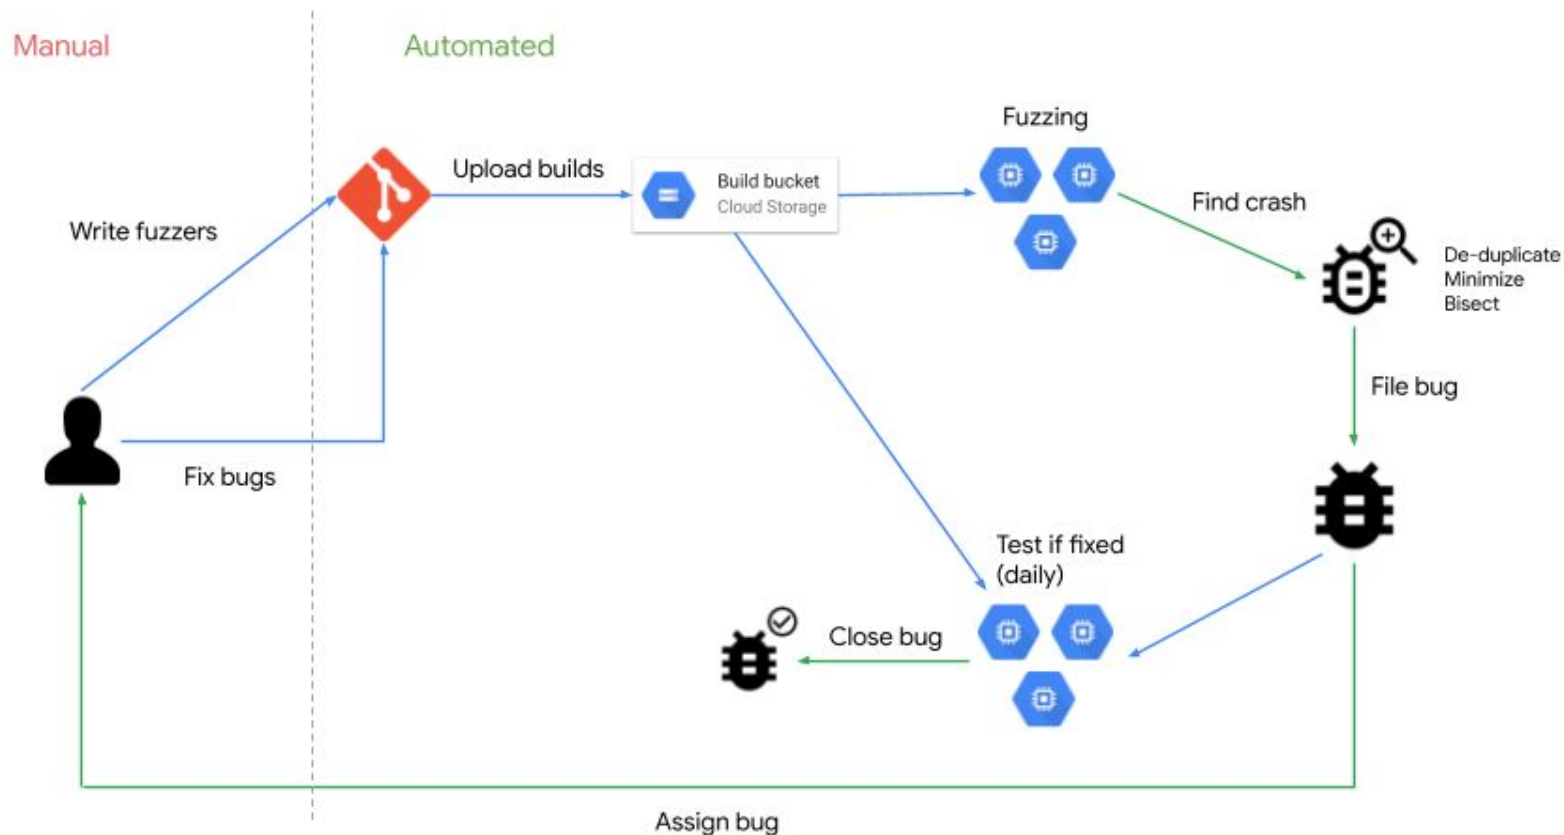 Manual
Automated
Fuzzing
Upload builds
Build bucket
Cloud Storage
Find crash
Write fuzzers
De-duplicate
Minimize
Bisect
File bug
Fix bugs
Test if fixed
(daily)
Close bug
Assign bug